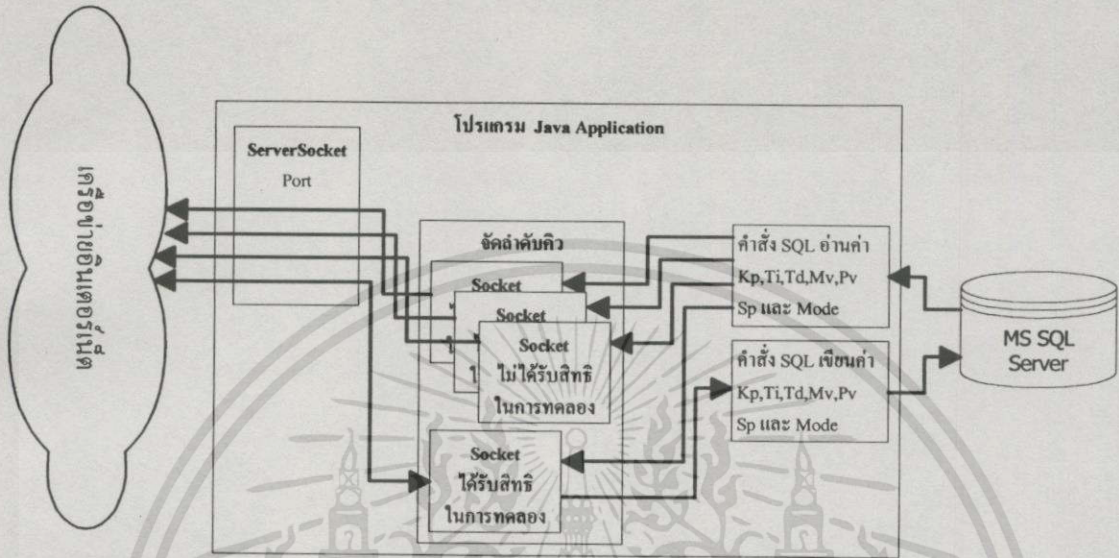 โปรแกรม Java Application
ServerSocket
Port
เครือข่ายอินเตอร์เน็ต
จัดลำดับคิว
Socket
Socket
Socket
ไม่ได้รับสิทธิ
ในการทดลอง
Socket
ได้รับสิทธิ
ในการทดลอง
คำสั่ง SQL อ่านค่า
Kp,Ti,Td,Mv,Pv
Sp และ Mode
คำสั่ง SQL เขียนค่า
Kp,Ti,Td,Mv,Pv
Sp และ Mode
MS SQL
Server